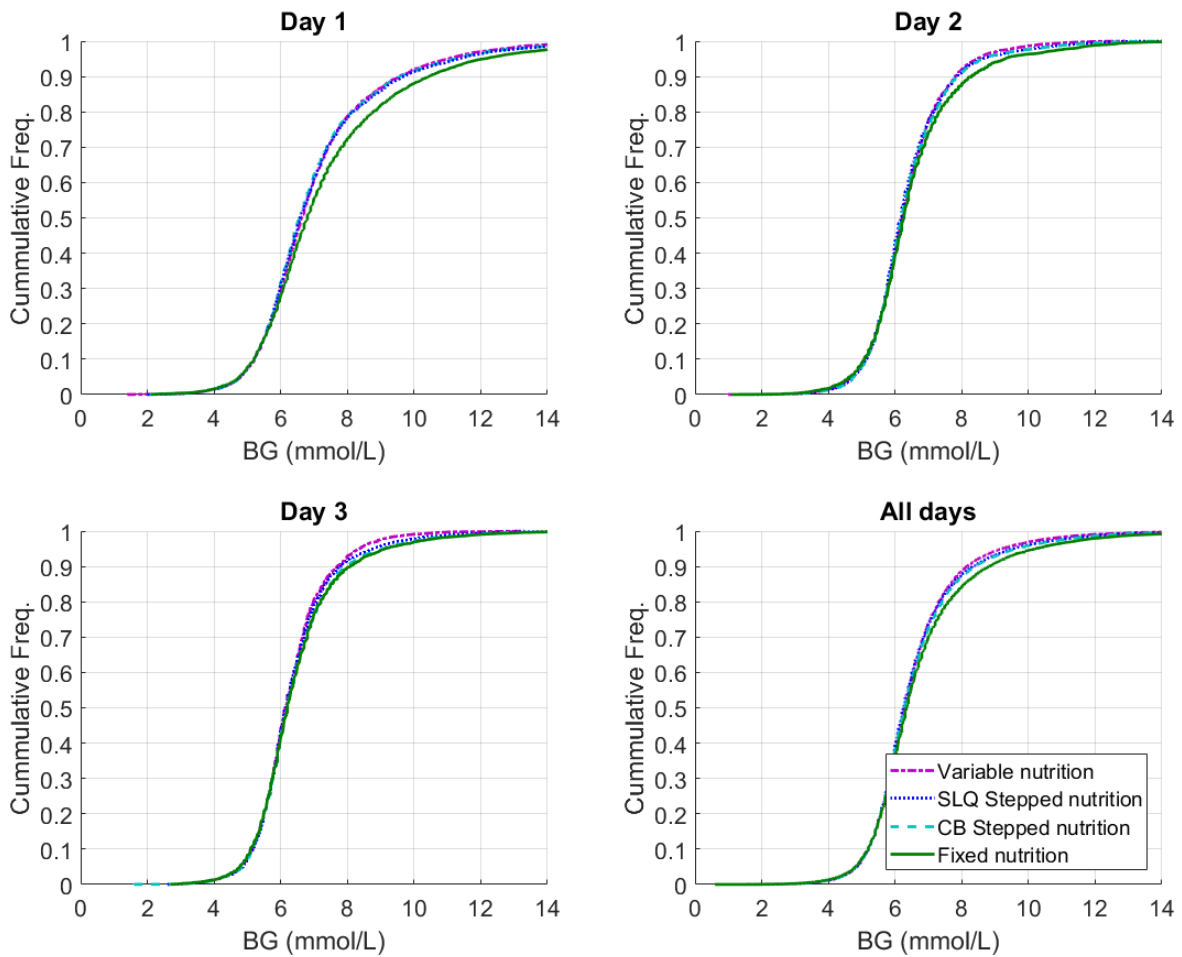 Day 1
1
0.9
0.8
0.7
0.6
0.5
0.4
0.3
0.2
0.1
0
Cummulative Freq.
0 2 4 6 8 10 12 14
BG (mmol/L)
Day 2
1
0.9
0.8
0.7
0.6
0.5
0.4
0.3
0.2
0.1
0
Cummulative Freq.
0 2 4 6 8 10 12 14
BG (mmol/L)
Day 3
1
0.9
0.8
0.7
0.6
0.5
0.4
0.3
0.2
0.1
0
Cummulative Freq.
0 2 4 6 8 10 12 14
BG (mmol/L)
All days
1
0.9
0.8
0.7
0.6
0.5
0.4
0.3
0.2
0.1
0
Cummulative Freq.
Variable nutrition
SLQ Stepped nutrition
CB Stepped nutrition
Fixed nutrition
0 2 4 6 8 10 12 14
BG (mmol/L)